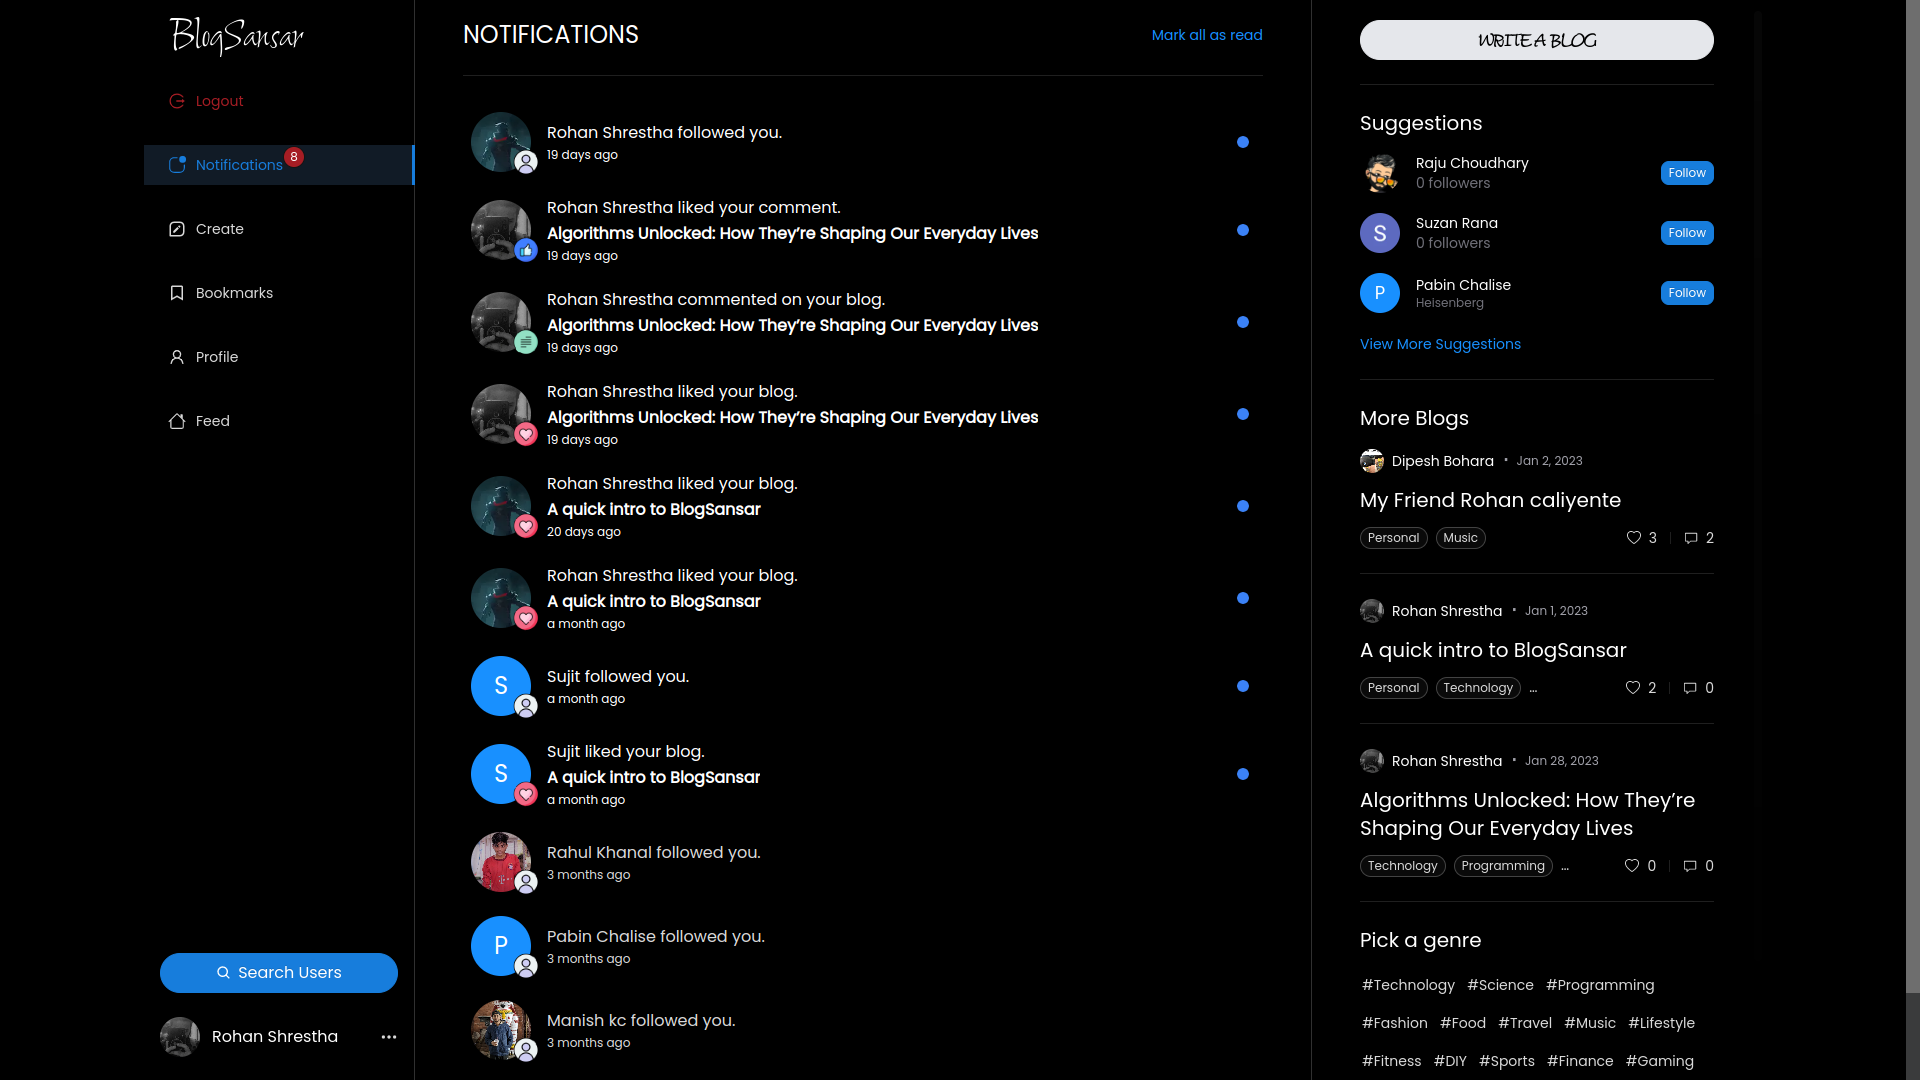 BlogSansar
Logout
Notifications
8
Create
Bookmarks
Profile
Feed
Search Users
Rohan Shrestha
NOTIFICATIONS
Mark all as read
Rohan Shrestha followed you.
19 days ago
Rohan Shrestha liked your comment.
Algorithms Unlocked: How They’re Shaping Our Everyday Lives
19 days ago
Rohan Shrestha commented on your blog.
Algorithms Unlocked: How They’re Shaping Our Everyday Lives
19 days ago
Rohan Shrestha liked your blog.
Algorithms Unlocked: How They’re Shaping Our Everyday Lives
19 days ago
Rohan Shrestha liked your blog.
A quick intro to BlogSansar
20 days ago
Rohan Shrestha liked your blog.
A quick intro to BlogSansar
a month ago
S
Sujit followed you.
a month ago
S
Sujit liked your blog.
A quick intro to BlogSansar
a month ago
Rahul Khanal followed you.
3 months ago
P
Pabin Chalise followed you.
3 months ago
Manish kc followed you.
3 months ago
WRITE A BLOG
Suggestions
Raju Choudhary
0 followers
Follow
S
Suzan Rana
0 followers
Follow
P
Pabin Chalise
Heisenberg
Follow
View More Suggestions
More Blogs
Dipesh Bohara • Jan 2, 2023
My Friend Rohan caliyente
Personal Music 3 2
Rohan Shrestha • Jan 1, 2023
A quick intro to BlogSansar
Personal Technology ... 2 0
Rohan Shrestha • Jan 28, 2023
Algorithms Unlocked: How They’re
Shaping Our Everyday Lives
Technology Programming ... 0 0
Pick a genre
#Technology #Science #Programming
#Fashion #Food #Travel #Music #Lifestyle
#Fitness #DIY #Sports #Finance #Gaming